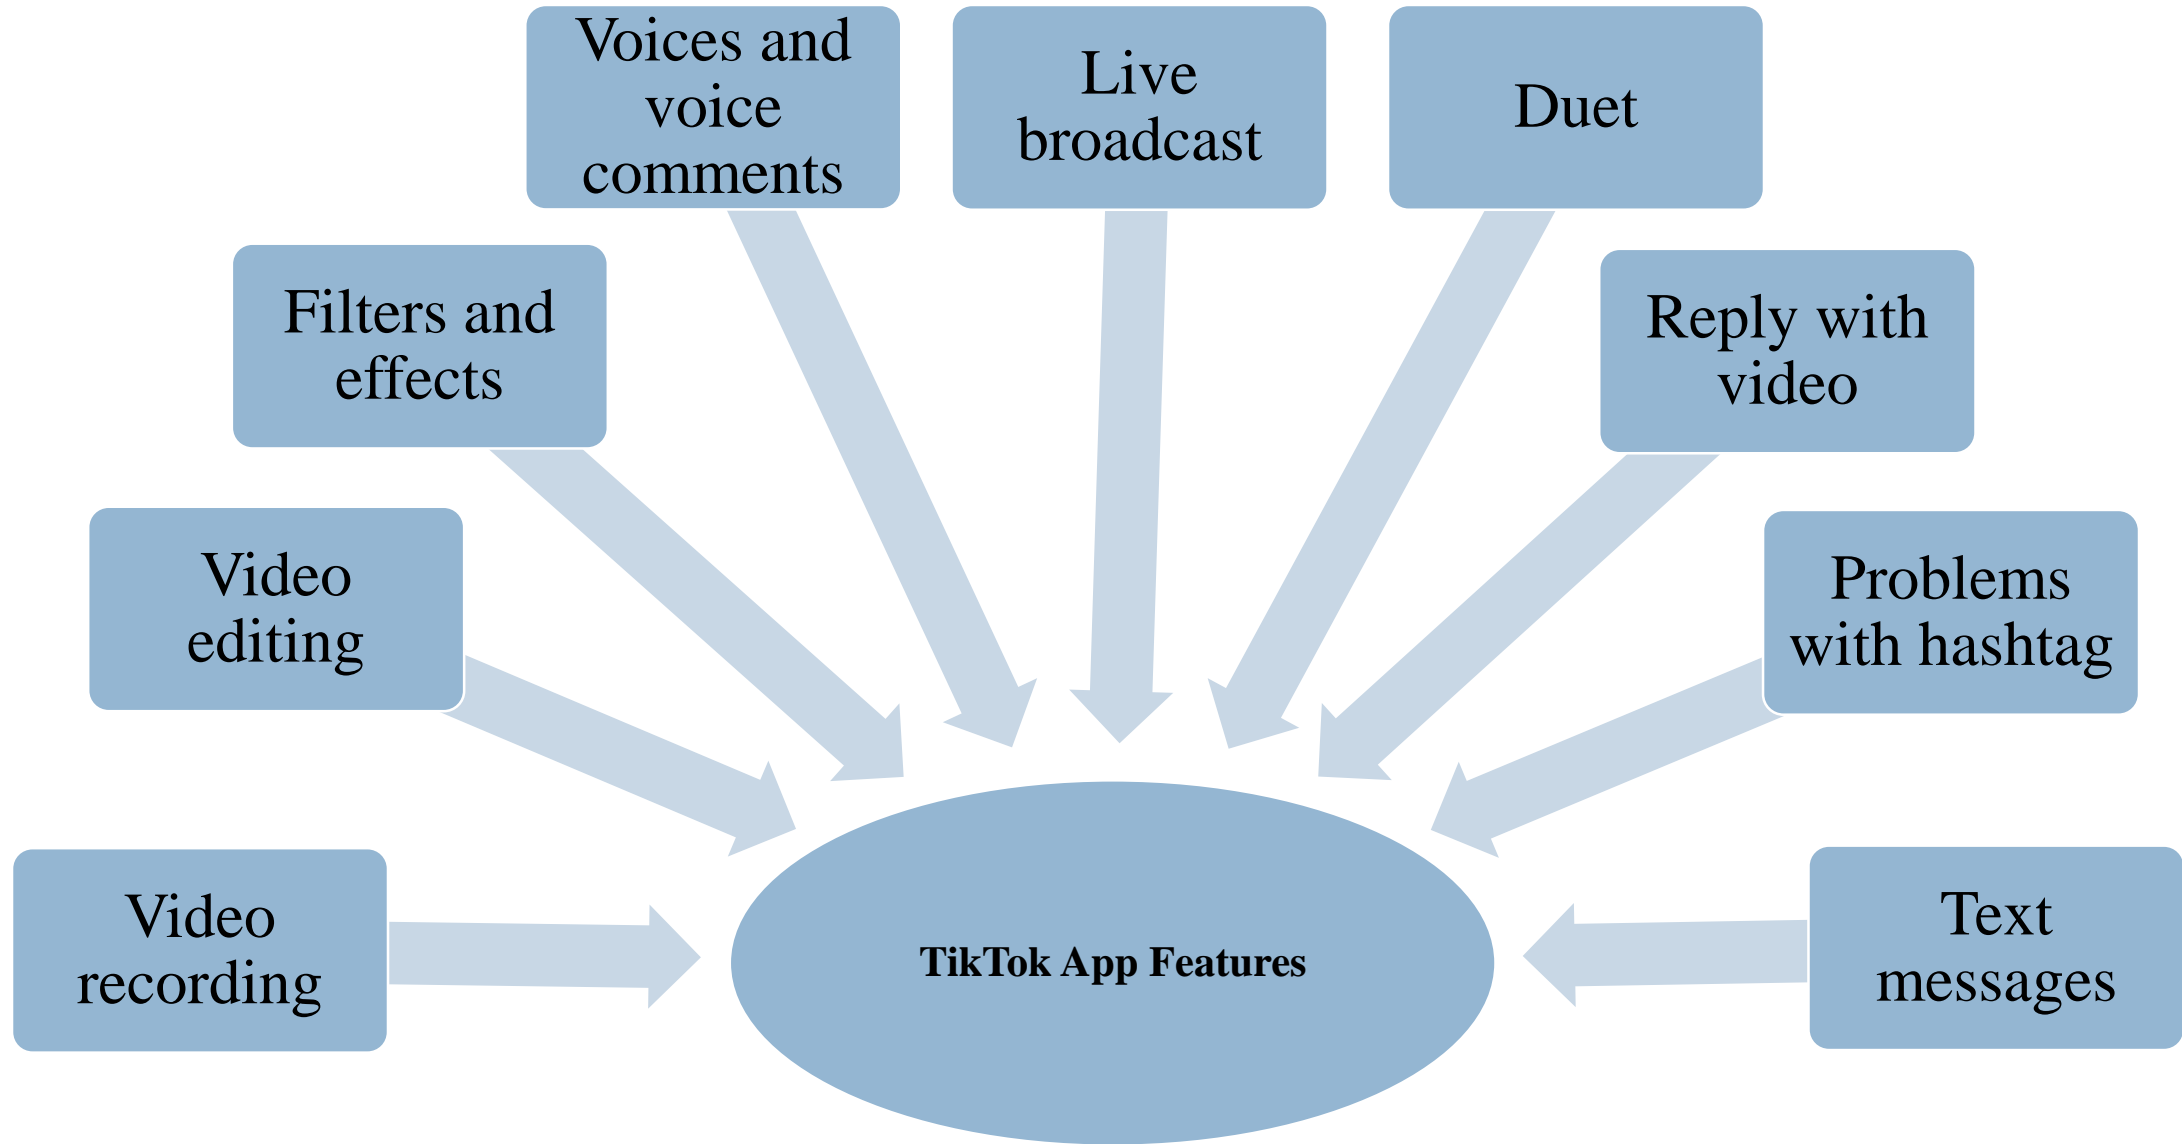 Voices and
voice
comments
Live
broadcast
Duet
Filters and
effects
Reply with
video
Video
editing
Problems
with hashtag
Video
recording
TikTok App Features
Text
messages